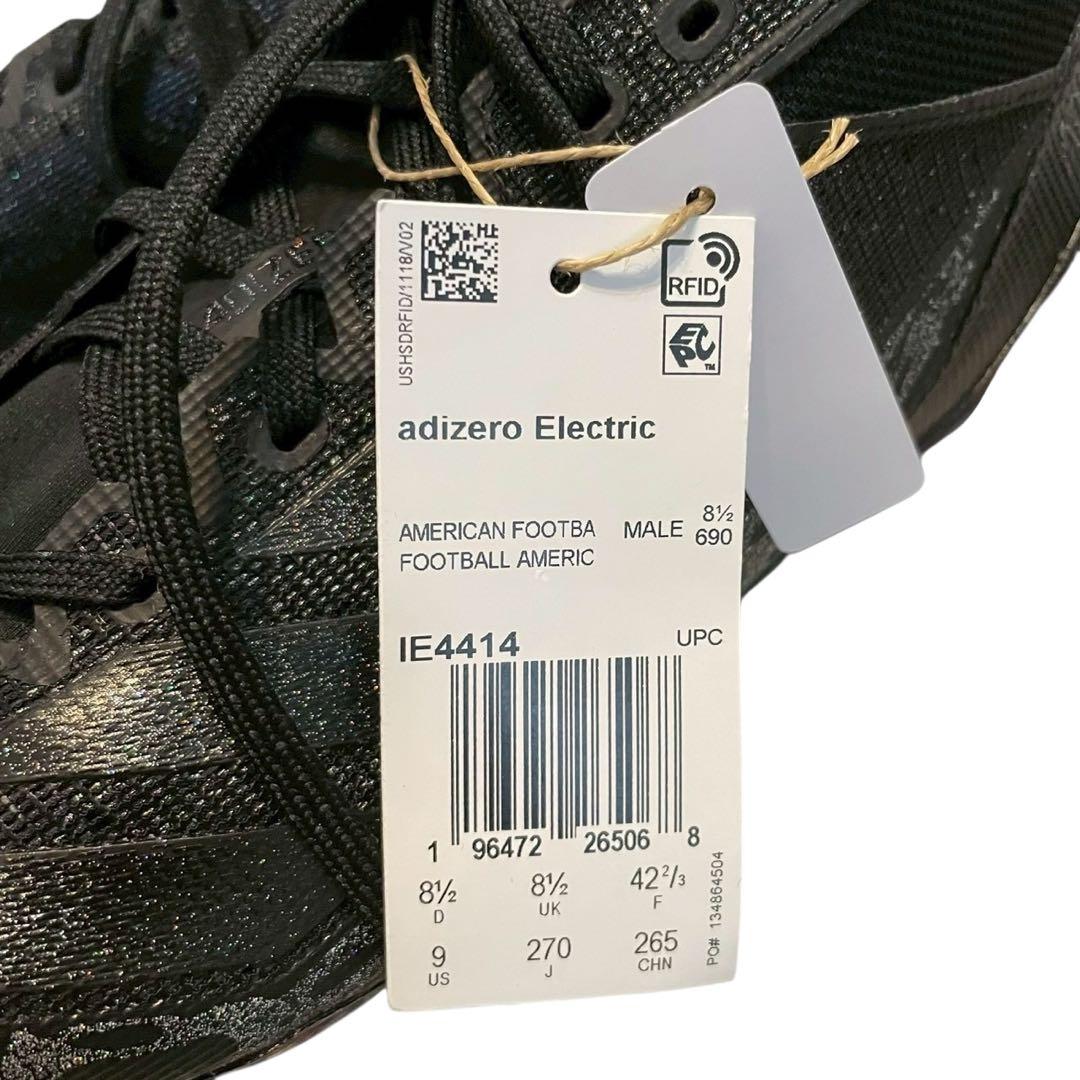 USHSDRFID/1118/V02
RFID
EPC™
adizero Electric
AMERICAN FOOTBA MALE 8½
FOOTBALL AMERIC 690
IE4414 UPC
1 96472 26506 8
8½ 8½ 42²/3
D UK F
9 270 265
US J CHN
PO# 134864504